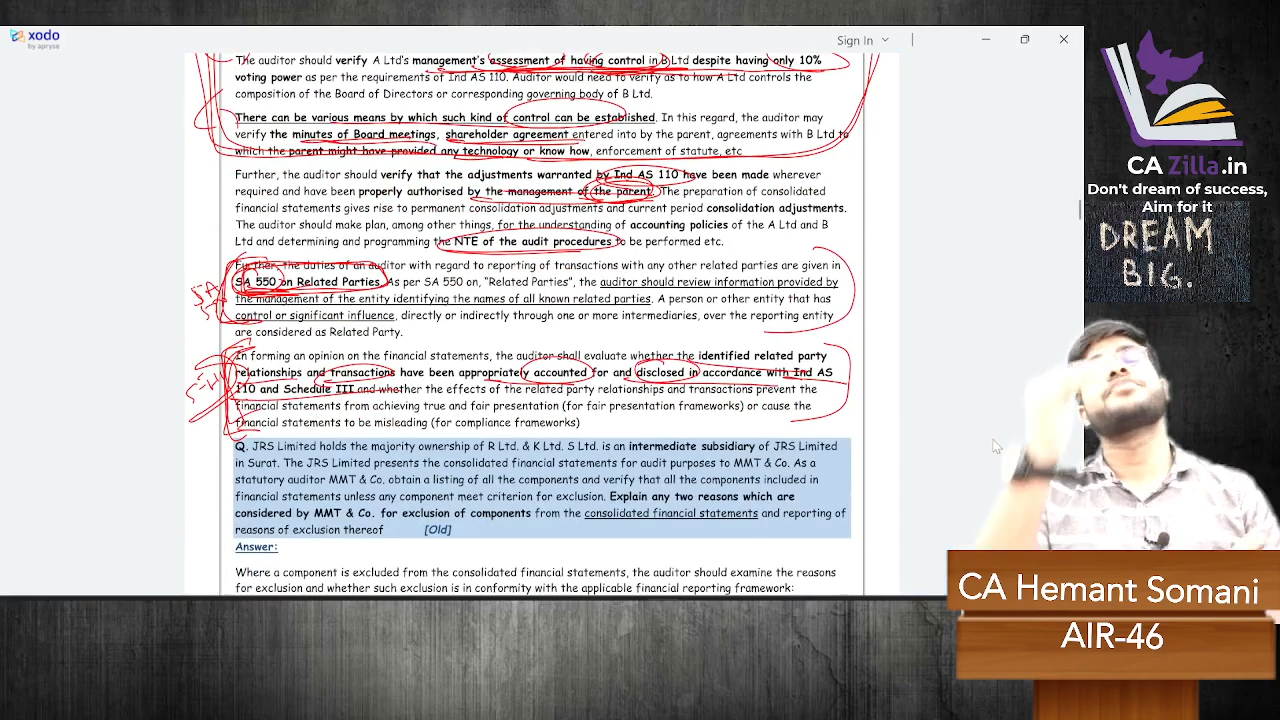 xodo
by apryse
Sign In
The auditor should verify A Ltd's management's assessment of having control in B Ltd despite having only 10%
voting power as per the requirements of Ind AS 110. Auditor would need to verify as to how A Ltd controls the
composition of the Board of Directors or corresponding governing body of B Ltd.
There can be various means by which such kind of control can be established. In this regard, the auditor may
verify the minutes of Board meetings, shareholder agreement entered into by the parent, agreements with B Ltd to
which the parent might have provided any technology or know how, enforcement of statute, etc
Further, the auditor should verify that the adjustments warranted by Ind AS 110 have been made wherever
required and have been properly authorised by the management of the parent. The preparation of consolidated
financial statements gives rise to permanent consolidation adjustments and current period consolidation adjustments.
The auditor should make plan, among other things, for the understanding of accounting policies of the A Ltd and B
Ltd and determining and programming the NTE of the audit procedures to be performed etc.
Further, the duties of an auditor with regard to reporting of transactions with any other related parties are given in
SA 550 on Related Parties. As per SA 550 on, "Related Parties", the auditor should review information provided by
the management of the entity identifying the names of all known related parties. A person or other entity that has
control or significant influence, directly or indirectly through one or more intermediaries, over the reporting entity
are considered as Related Party.
In forming an opinion on the financial statements, the auditor shall evaluate whether the identified related party
relationships and transactions have been appropriately accounted for and disclosed in accordance with Ind AS
110 and Schedule III and whether the effects of the related party relationships and transactions prevent the
financial statements from achieving true and fair presentation (for fair presentation frameworks) or cause the
financial statements to be misleading (for compliance frameworks)
Q. JRS Limited holds the majority ownership of R Ltd. & K Ltd. S Ltd. is an intermediate subsidiary of JRS Limited
in Surat. The JRS Limited presents the consolidated financial statements for audit purposes to MMT & Co. As a
statutory auditor MMT & Co. obtain a listing of all the components and verify that all the components included in
financial statements unless any component meet criterion for exclusion. Explain any two reasons which are
considered by MMT & Co. for exclusion of components from the consolidated financial statements and reporting of
reasons of exclusion thereof [Old]
Answer:
Where a component is excluded from the consolidated financial statements, the auditor should examine the reasons
for exclusion and whether such exclusion is in conformity with the applicable financial reporting framework:
CA Zilla.in
Don't dream of success,
Aim for it
DREAM
BIG.
CA Hemant Somani
AIR-46